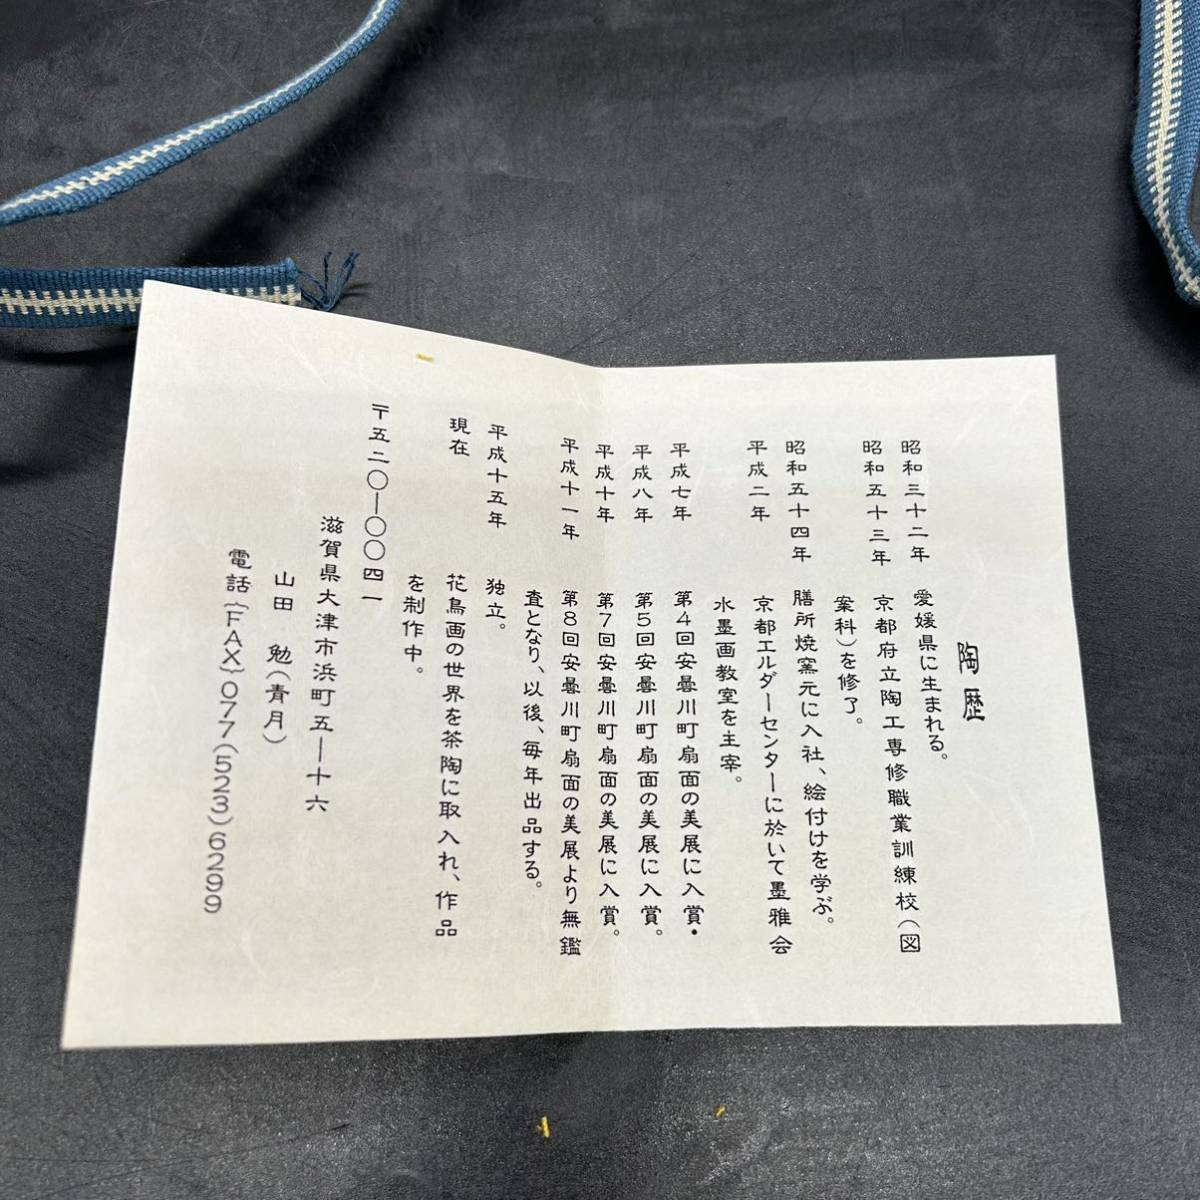 陶歴
昭和三十二年　愛媛県に生まれる。
昭和五十三年　京都府立陶工専修職業訓練校（図
案科）を修了。
昭和五十四年　膳所焼窯元に入社、絵付けを学ぶ。
平成二年　京都エルダーセンターに於いて墨雅会
水墨画教室を主宰。
平成七年　第4回安曇川町扇面の美展に入賞・
平成八年　第5回安曇川町扇面の美展に入賞。
平成十年　第7回安曇川町扇面の美展に入賞。
平成十一年　第8回安曇川町扇面の美展より無鑑
査となり、以後、毎年出品する。
平成十五年　独立。
現在　花鳥画の世界を茶陶に取入れ、作品
を制作中。
〒五二〇―〇〇四一
滋賀県大津市浜町五―十六
山田　勉（青月）
電話（FAX）077（523）6299